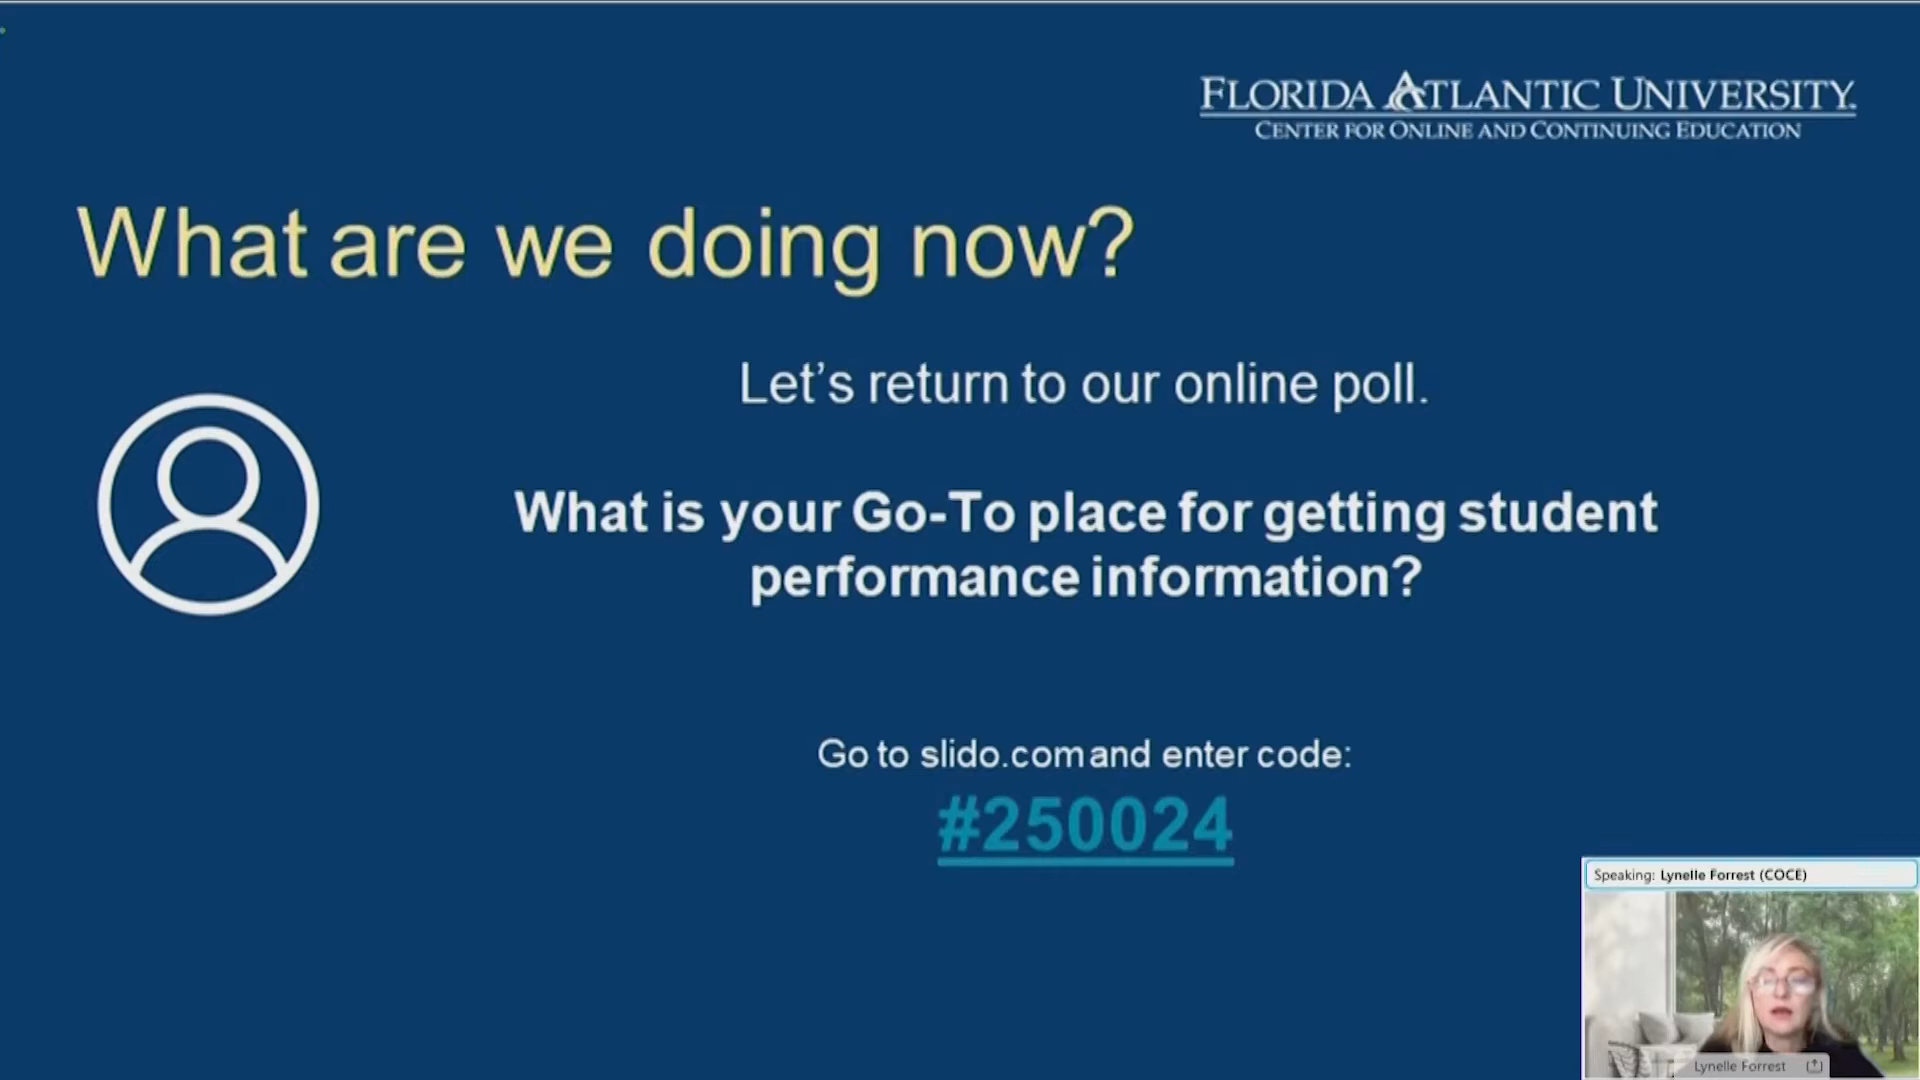 FLORIDA ATLANTIC UNIVERSITY.
CENTER FOR ONLINE AND CONTINUING EDUCATION
What are we doing now?
Let’s return to our online poll.
What is your Go-To place for getting student
performance information?
Go to slido.com and enter code:
#250024
Speaking: Lynelle Forrest (COCE)
Lynelle Forrest